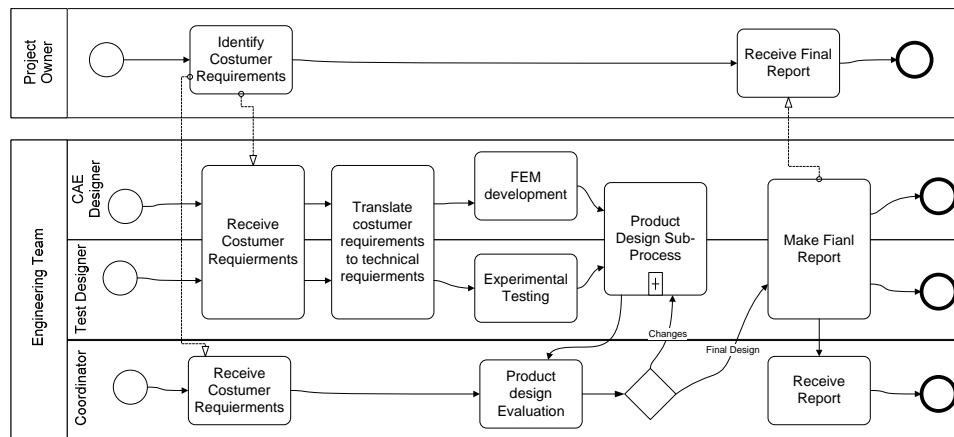 Project
Owner
Identify
Costumer
Requirements
Receive Final
Report
Engineering Team
CAE
Designer
Test Designer
Coordinator
Receive
Costumer
Requierments
Translate
costumer
requirements
to technical
requierments
FEM
development
Experimental
Testing
Product
Design Sub-
Process
+
Make Fianl
Report
Changes
Final Design
Receive
Costumer
Requierments
Product
design
Evaluation
Receive
Report